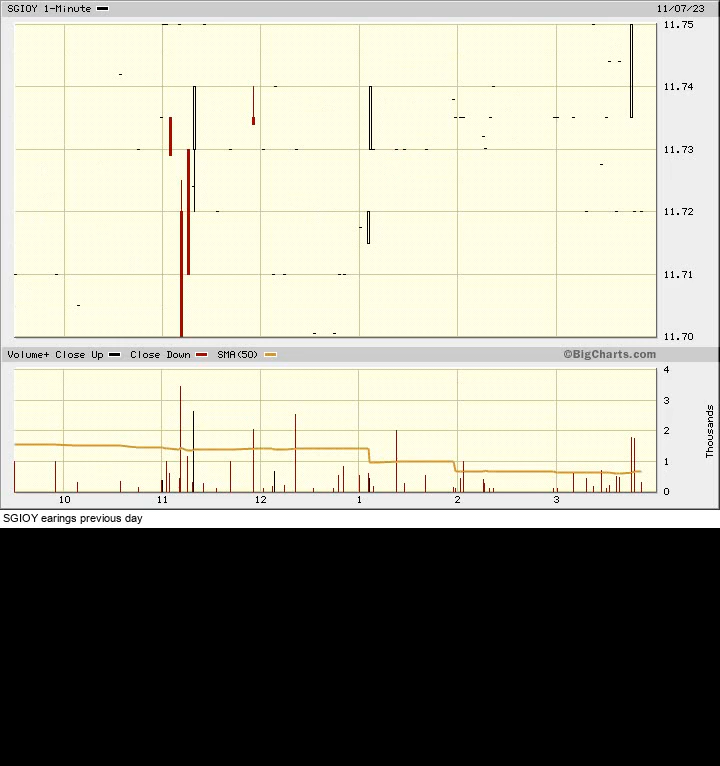 SGIOY 1-Minute 11/07/23
11.75
11.74
11.73
11.72
11.71
11.70
Volume+ Close Up Close Down SMA(50) ©BigCharts.com
4
3
2
1
0
Thousands
10 11 12 1 2 3
SGIOY earings previous day